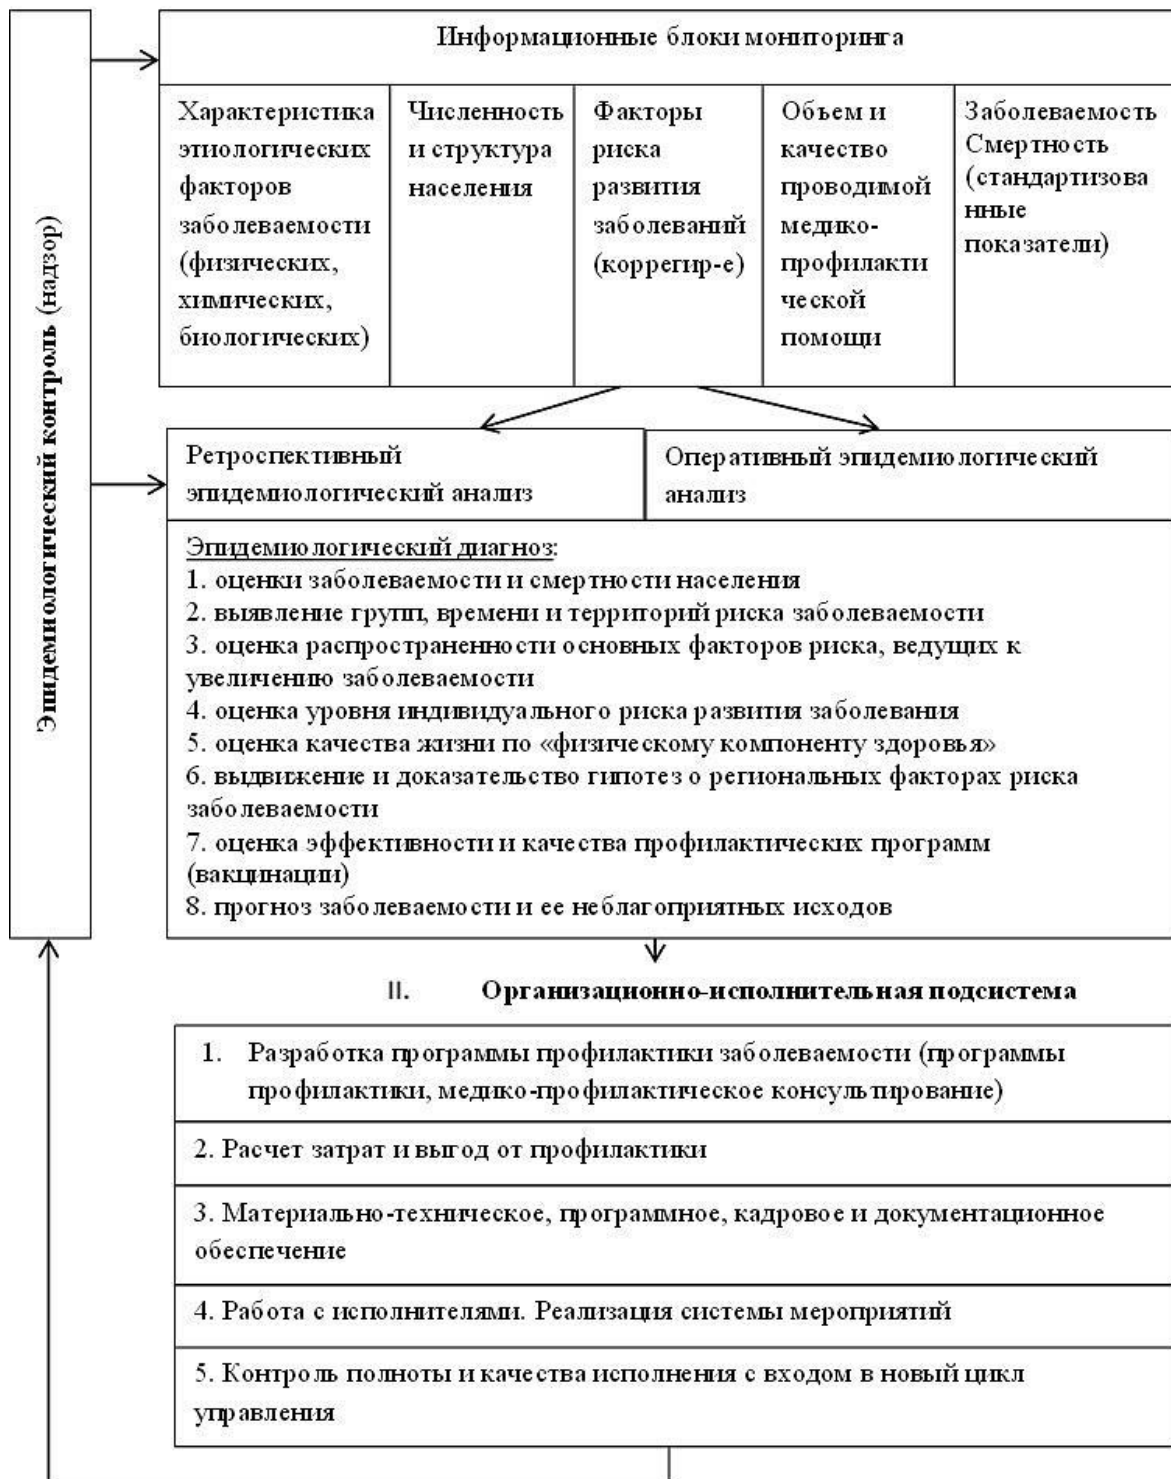 Эпидемиологический контроль (надзор)
Информационные блоки мониторинга
Характеристика
этиологических
факторов
заболеваемости
(физических,
химических,
биологических)
Численность
и структура
населения
Факторы
риска
развития
заболеваний
(коррегир-е)
Объем и
качество
проводимой
медико-
профилакти
ческой
помощи
Заболеваемость
Смертность
(стандартизова
нные
показатели)
Ретроспективный
эпидемиологический анализ
Оперативный эпидемиологический
анализ
Эпидемиологический диагноз:
1. оценки заболеваемости и смертности населения
2. выявление групп, времени и территорий риска заболеваемости
3. оценка распространенности основных факторов риска, ведущих к
увеличению заболеваемости
4. оценка уровня индивидуального риска развития заболевания
5. оценка качества жизни по «физическому компоненту здоровья»
6. выдвижение и доказательство гипотез о региональных факторах риска
заболеваемости
7. оценка эффективности и качества профилактических программ
(вакцинации)
8. прогноз заболеваемости и ее неблагоприятных исходов
II. Организационно-исполнительная подсистема
1. Разработка программы профилактики заболеваемости (программы
профилактики, медико-профилактическое консультирование)
2. Расчет затрат и выгод от профилактики
3. Материально-техническое, программное, кадровое и документационное
обеспечение
4. Работа с исполнителями. Реализация системы мероприятий
5. Контроль полноты и качества исполнения с входом в новый цикл
управления